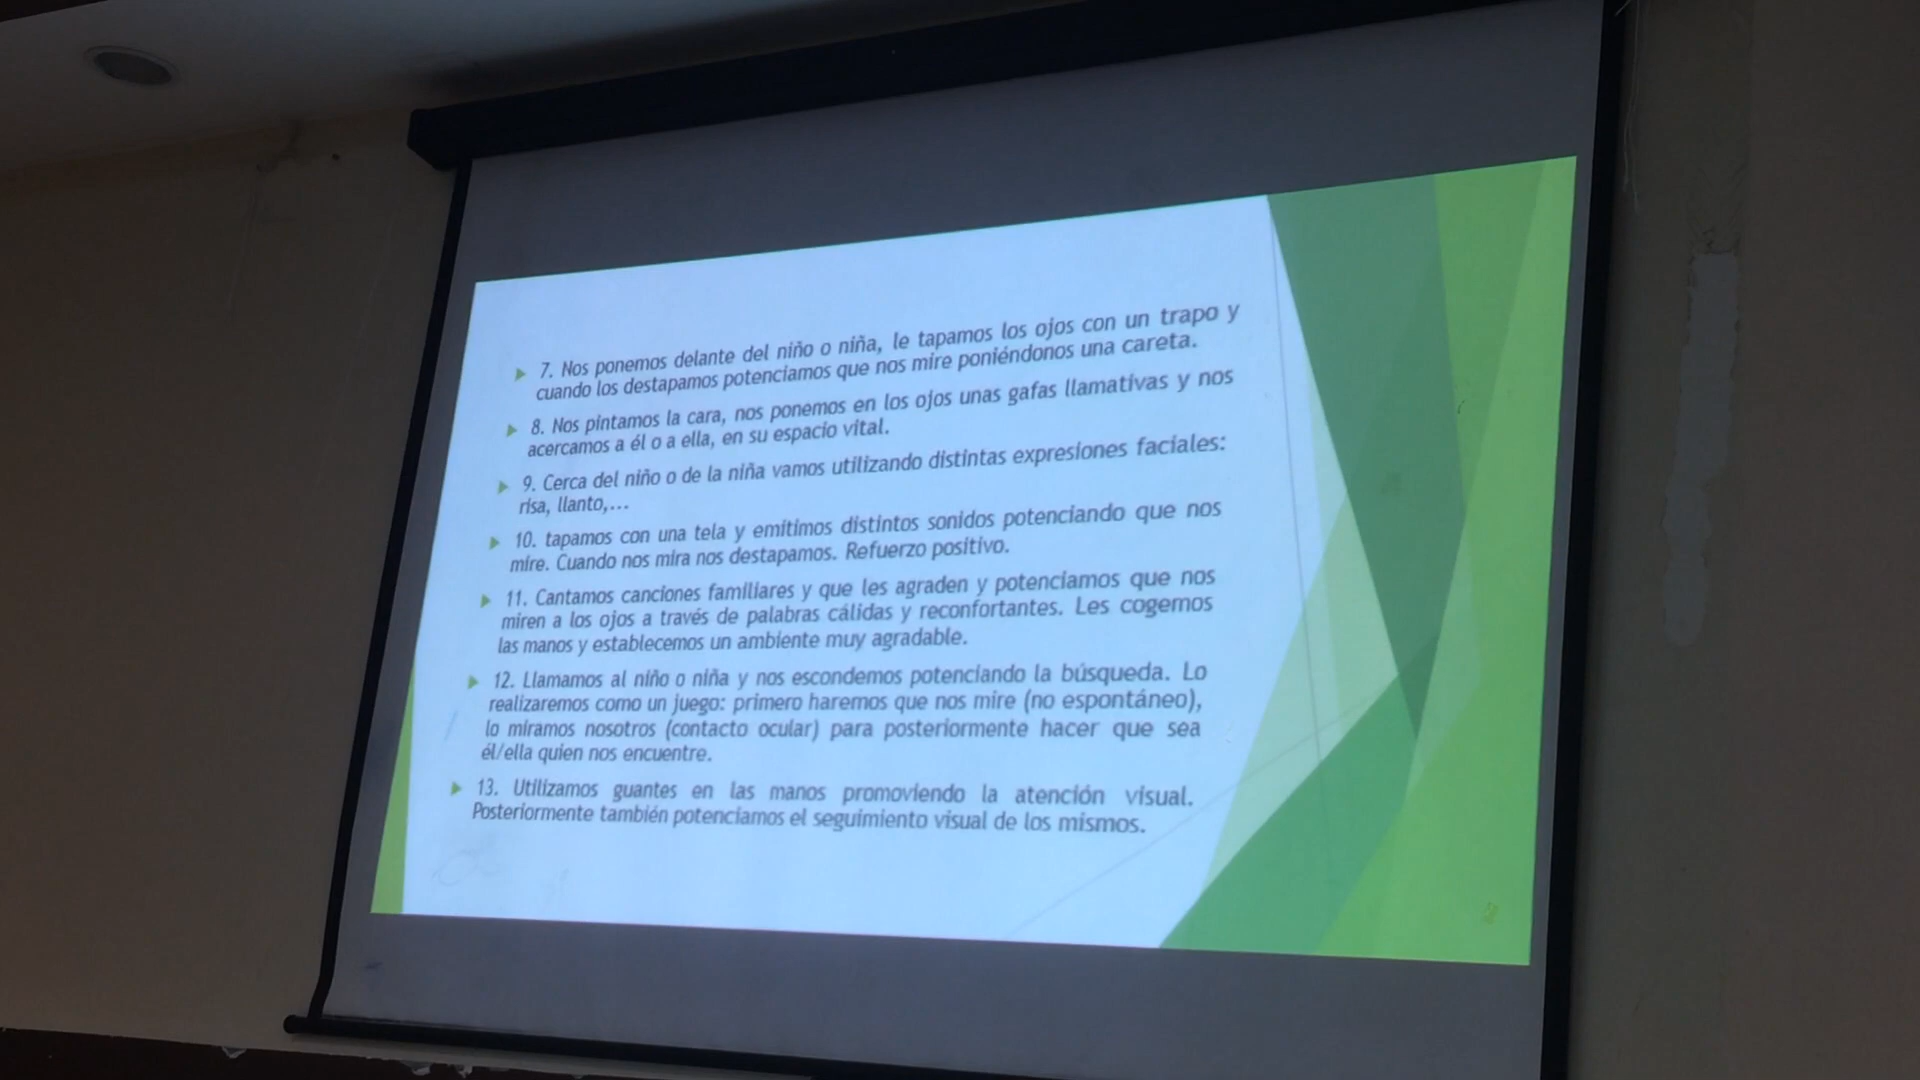 7. Nos ponemos delante del niño o niña, le tapamos los ojos con un trapo y
cuando los destapamos potenciamos que nos mire poniéndonos una careta.
8. Nos pintamos la cara, nos ponemos en los ojos unas gafas llamativas y nos
acercamos a él o a ella, en su espacio vital.
9. Cerca del niño o de la niña vamos utilizando distintas expresiones faciales:
risa, llanto,...
10. tapamos con una tela y emitimos distintos sonidos potenciando que nos
mire. Cuando nos mira nos destapamos. Refuerzo positivo.
11. Cantamos canciones familiares y que les agraden y potenciamos que nos
miren a los ojos a través de palabras cálidas y reconfortantes. Les cogemos
las manos y establecemos un ambiente muy agradable.
12. Llamamos al niño o niña y nos escondemos potenciando la búsqueda. Lo
realizaremos como un juego: primero haremos que nos mire (no espontáneo),
lo miramos nosotros (contacto ocular) para posteriormente hacer que sea
él/ella quien nos encuentre.
13. Utilizamos guantes en las manos promoviendo la atención visual.
Posteriormente también potenciamos el seguimiento visual de los mismos.